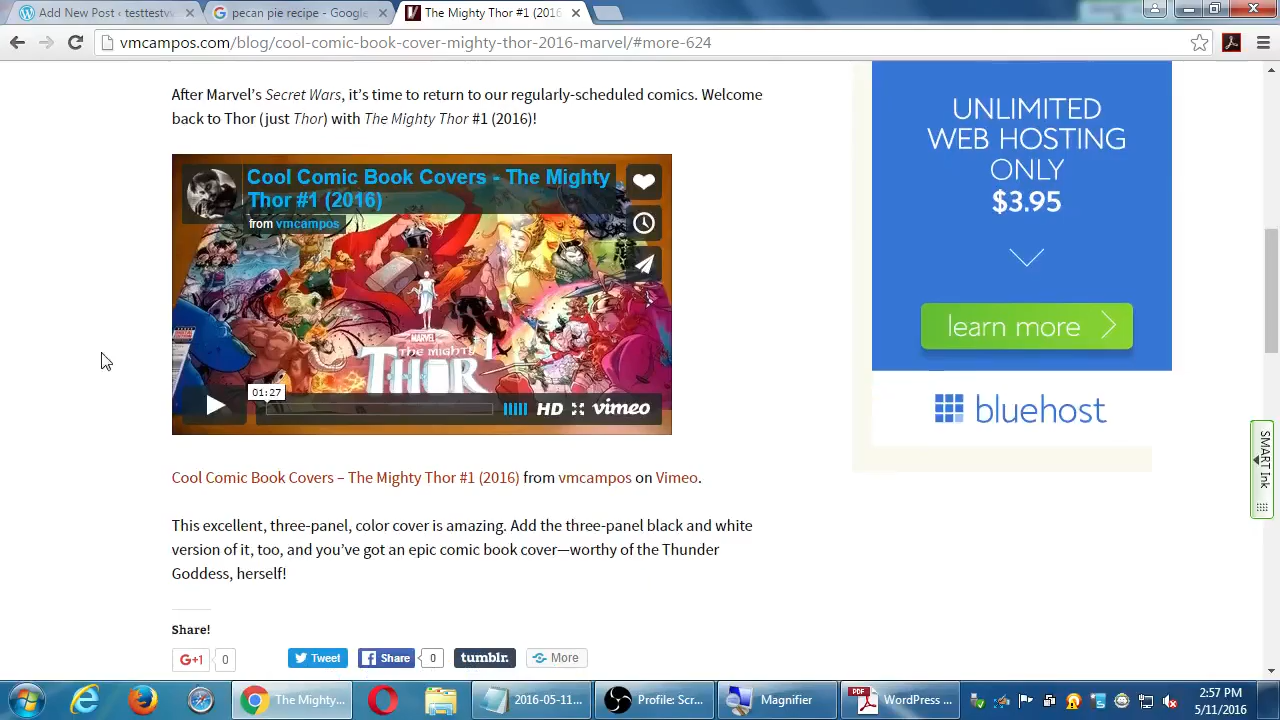 Add New Post ‹ testtestv
pecan pie recipe - Google
The Mighty Thor #1 (2016
vmcampos.com/blog/cool-comic-book-cover-mighty-thor-2016-marvel/#more-624
After Marvel's Secret Wars, it's time to return to our regularly-scheduled comics. Welcome
back to Thor (just Thor) with The Mighty Thor #1 (2016)!
Cool Comic Book Covers - The Mighty
Thor #1 (2016)
from vmcampos
MARVEL
THE MIGHTY
THOR
1
01:27
HD
vimeo
Cool Comic Book Covers – The Mighty Thor #1 (2016) from vmcampos on Vimeo.
This excellent, three-panel, color cover is amazing. Add the three-panel black and white
version of it, too, and you've got an epic comic book cover—worthy of the Thunder
Goddess, herself!
Share!
G+1 0
Tweet
Share 0
tumblr.
More
UNLIMITED
WEB HOSTING
ONLY
$3.95
learn more
bluehost
SMART Ink
The Mighty...
2016-05-11...
Profile: Scr...
Magnifier
PDF
WordPress ...
2:57 PM
5/11/2016